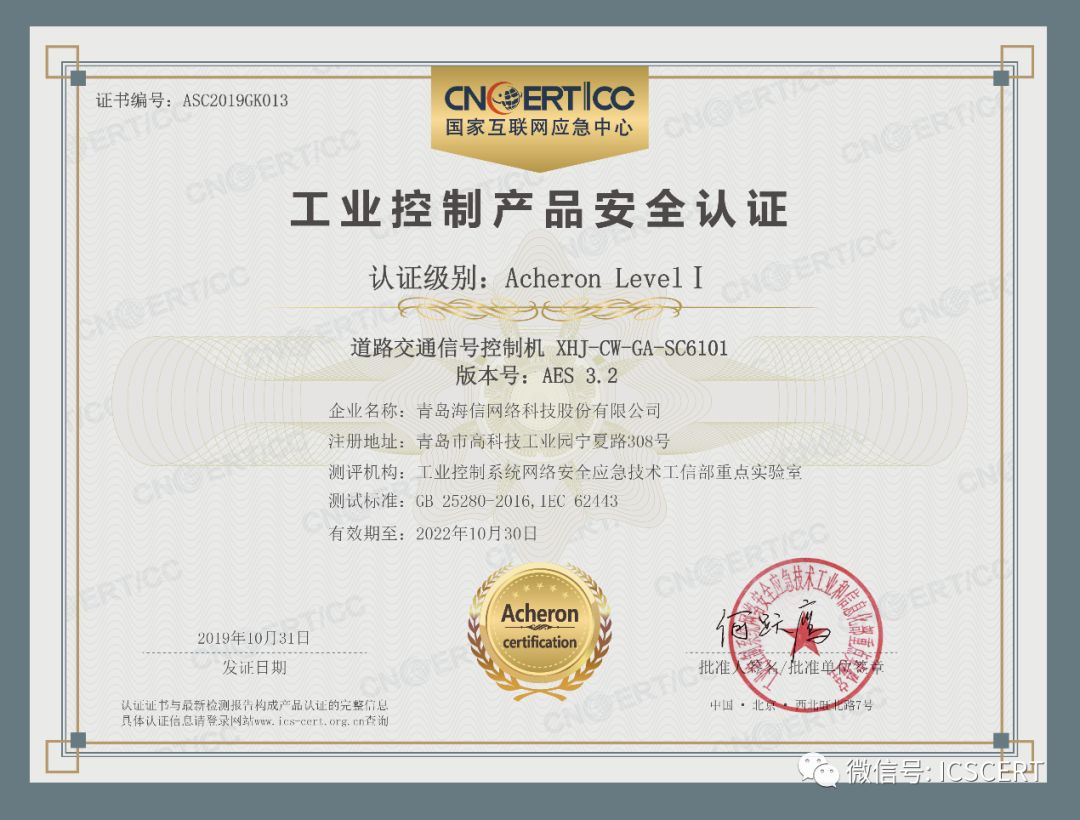 证书编号：ASC2019GK013
CNCERT/CC
国家互联网应急中心
工业控制产品安全认证
认证级别：Acheron Level Ⅰ
道路交通信号控制机 XHJ-CW-GA-SC6101
版本号：AES 3.2
企业名称：青岛海信网络科技股份有限公司
注册地址：青岛市高科技工业园宁夏路308号
测评机构：工业控制系统网络安全应急技术工信部重点实验室
测试标准：GB 25280-2016,IEC 62443
有效期至：2022年10月30日
Acheron
certification
2019年10月31日
发证日期
何跃鹰
批准人签名/批准单位签章
认证证书与最新检测报告构成产品认证的完整信息
具体认证信息请登录网站www.ics-cert.org.cn查询
中国 • 北京 • 西北旺北路7号
微信号: ICSCERT